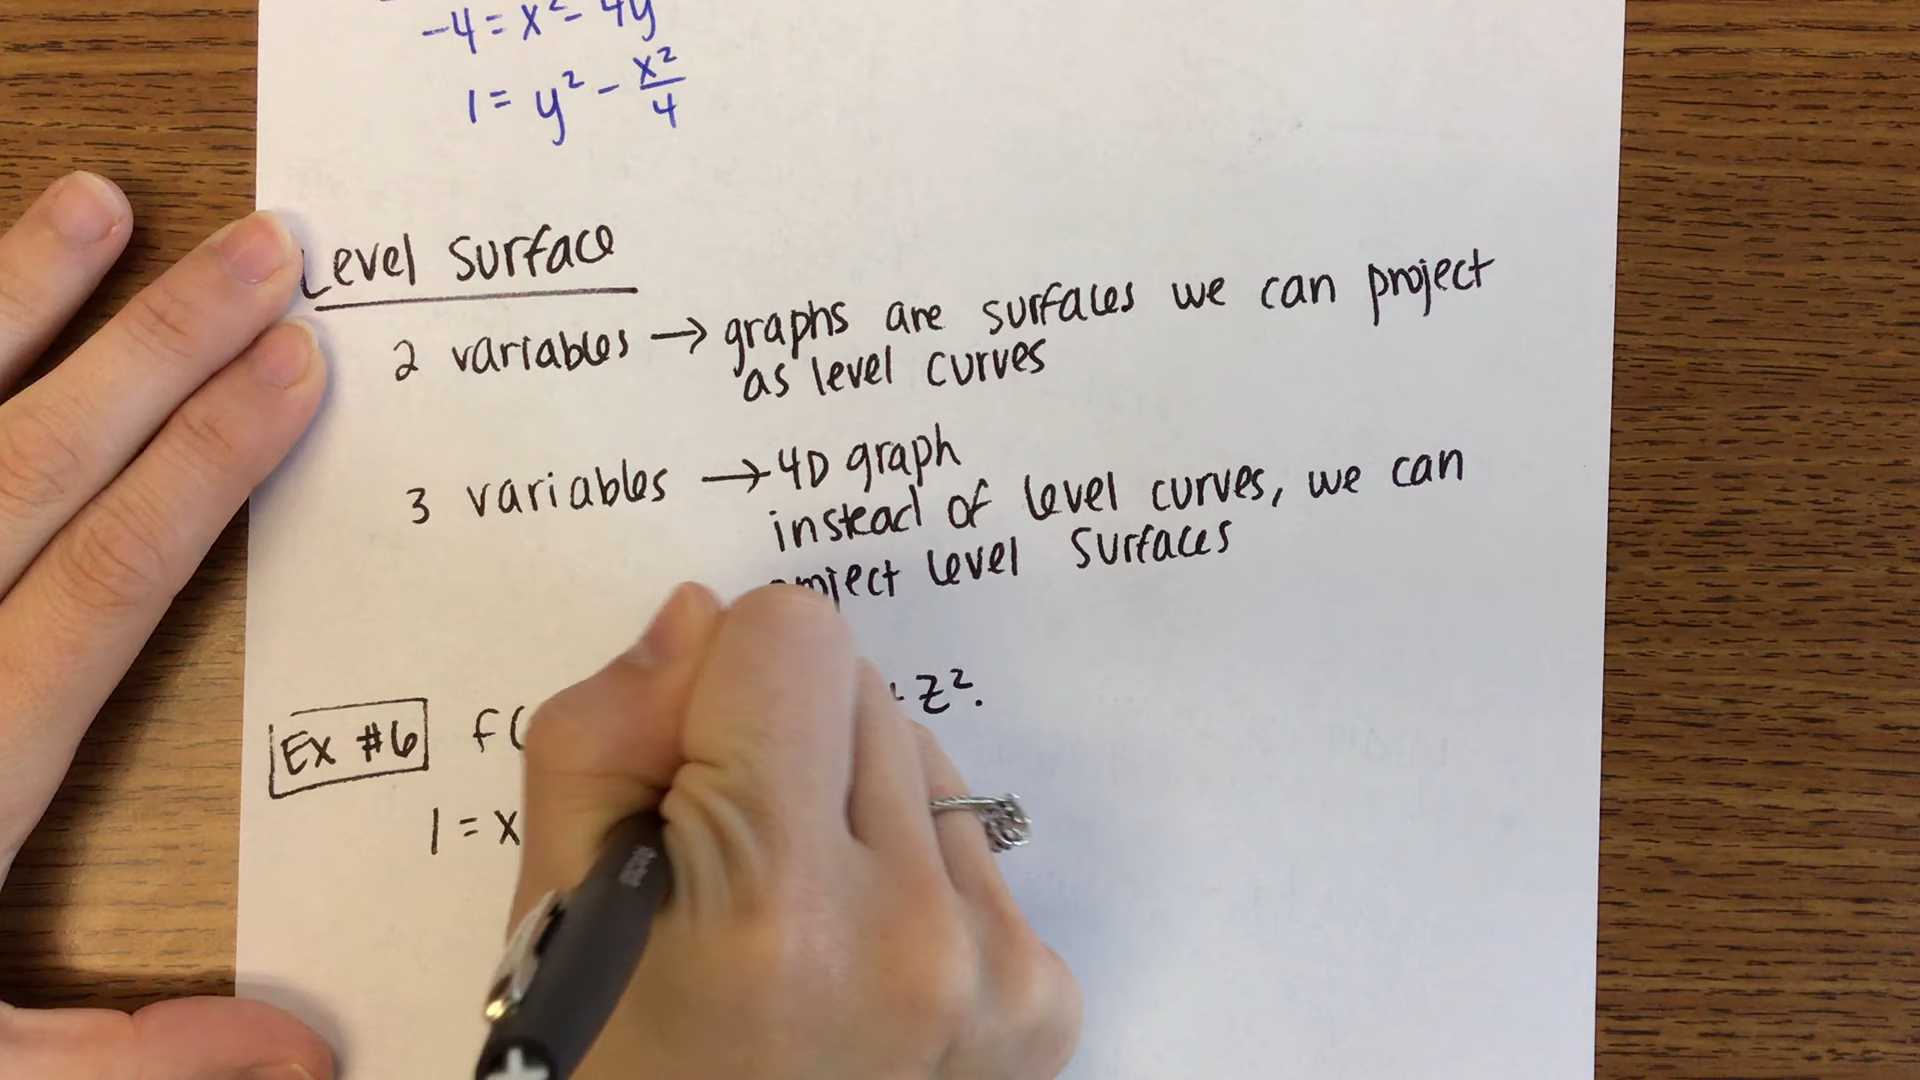 -4 = x² - 4y
1 = y² - x²/4
Level Surface
2 variables → graphs are surfaces we can project
as level curves
3 variables → 4D graph
instead of level curves, we can
project level surfaces
Ex #6 f( + z².
1 = x